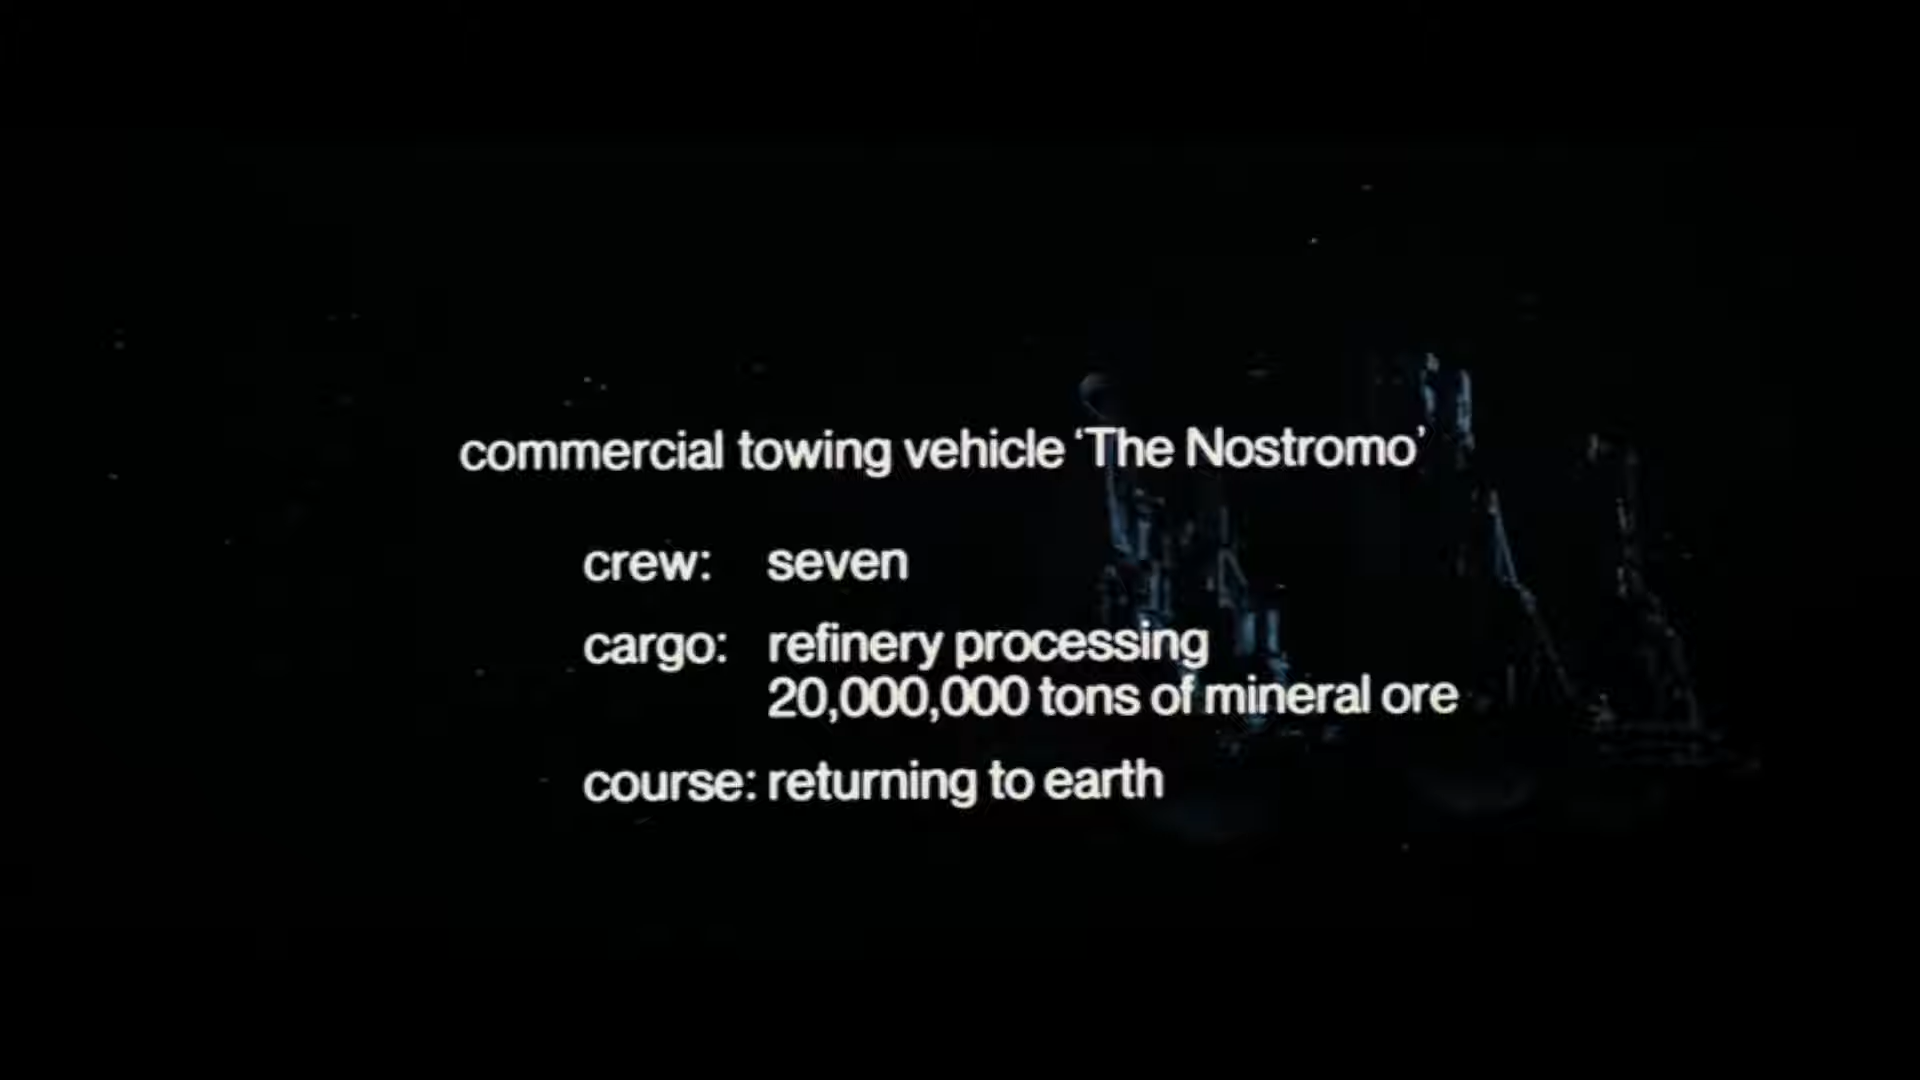 commercial towing vehicle ‘The Nostromo’
crew: seven
cargo: refinery processing
20,000,000 tons of mineral ore
course: returning to earth